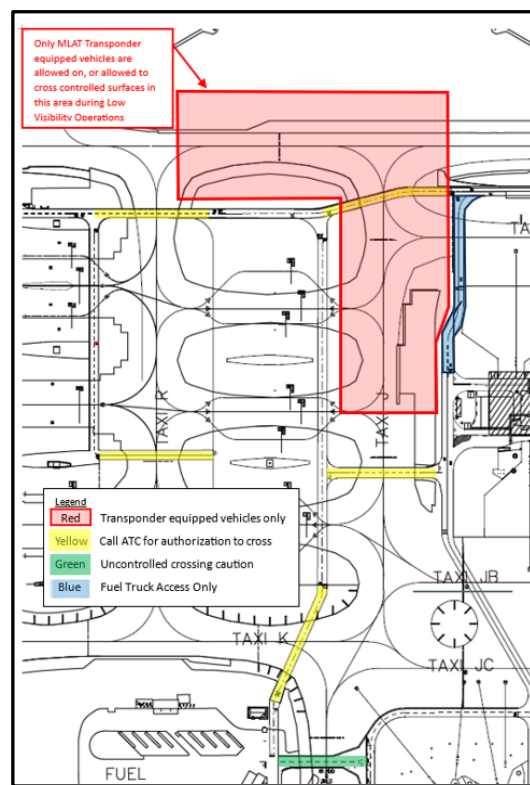 Only MLAT Transponder
equipped vehicles are
allowed on, or allowed to
cross controlled surfaces in
this area during Low
Visibility Operations
TA
TAXI R
TAXI J
Legend
Red Transponder equipped vehicles only
Yellow Call ATC for authorization to cross
Green Uncontrolled crossing caution
Blue Fuel Truck Access Only
TAXI JB
TAXI K
TAXI JC
FUEL